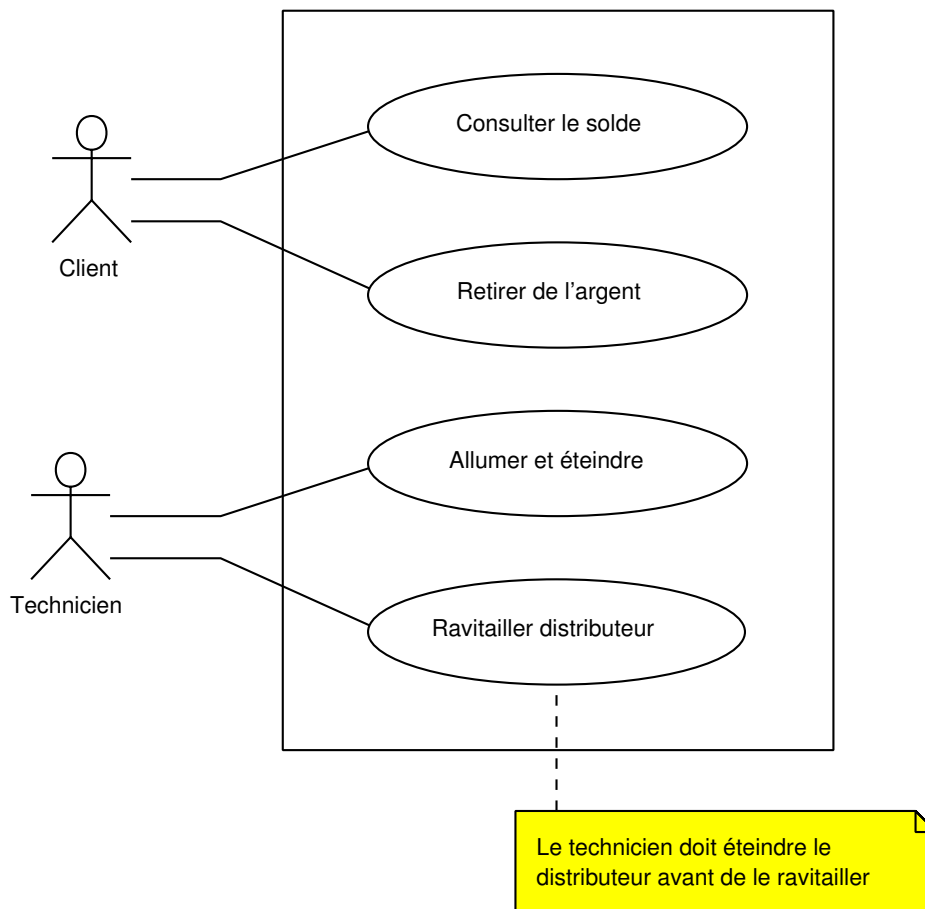 Consulter le solde
Client
Retirer de l'argent
Allumer et éteindre
Technicien
Ravitailler distributeur
Le technicien doit éteindre le
distributeur avant de le ravitailler